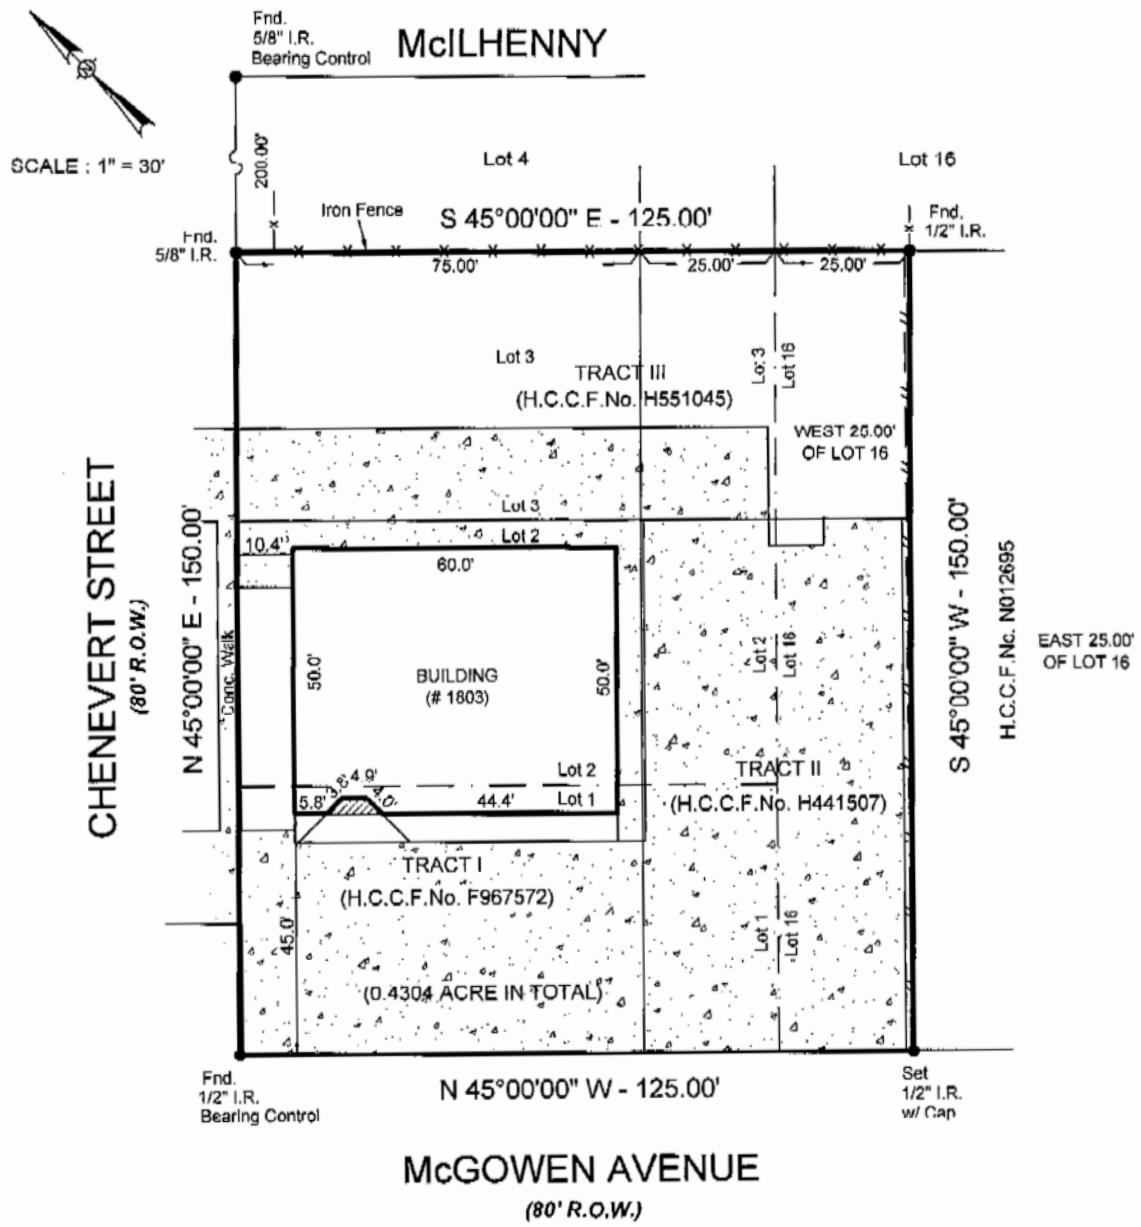 Fnd.
5/8" I.R.
Bearing Control
McILHENNY
SCALE : 1" = 30'
200.00'
Lot 4
Lot 16
Iron Fence
S 45°00'00" E - 125.00'
Fnd.
1/2" I.R.
Fnd.
5/8" I.R.
75.00'
25.00'
25.00'
Lot 3
TRACT III
(H.C.C.F.No. H551045)
Lot 3
Lot 16
WEST 25.00'
OF LOT 16
CHENEVERT STREET
(80' R.O.W.)
N 45°00'00" E - 150.00'
Conc. Walk
Lot 3
Lot 2
10.4'
60.0'
50.0'
BUILDING
(# 1803)
50.0'
Lot 2
Lot 16
S 45°00'00" W - 150.00'
H.C.C.F.No. N012695
EAST 25.00'
OF LOT 16
Lot 2
Lot 1
5.8'
3.8'
4.9'
4.0'
44.4'
TRACT II
(H.C.C.F.No. H441507)
TRACT I
(H.C.C.F.No. F967572)
45.0'
Lot 1
Lot 16
(0.4304 ACRE IN TOTAL)
Fnd.
1/2" I.R.
Bearing Control
N 45°00'00" W - 125.00'
Set
1/2" I.R.
w/ Cap
McGOWEN AVENUE
(80' R.O.W.)